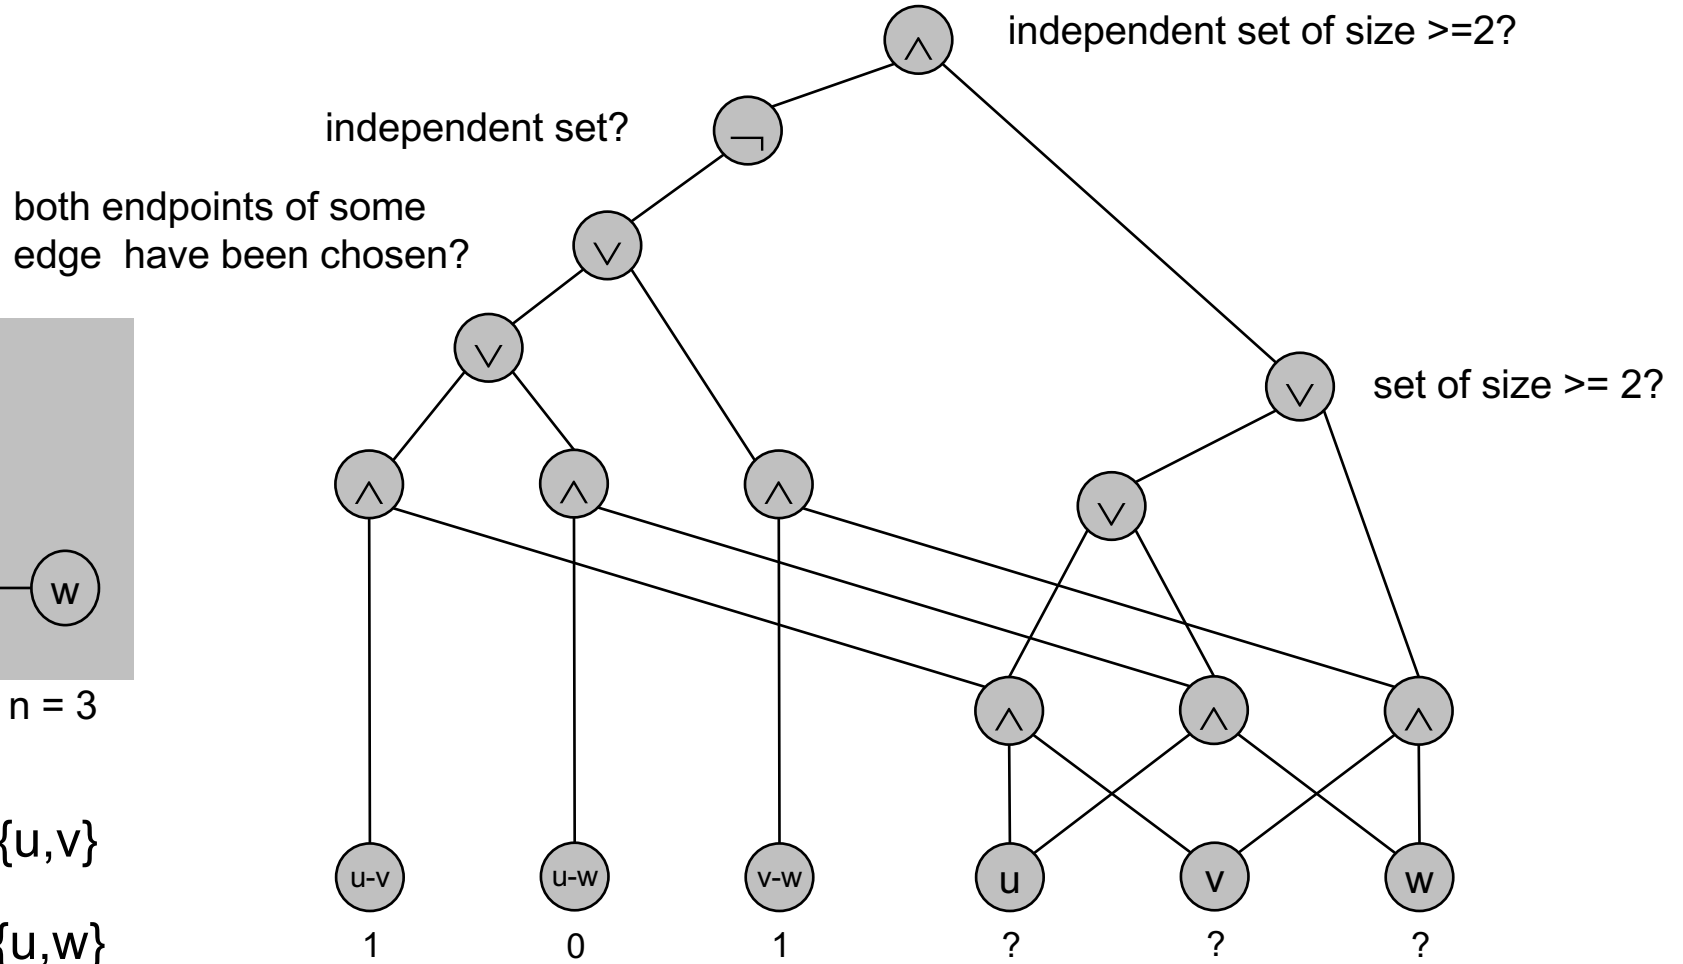 ∧
independent set of size >=2?
independent set?
¬
both endpoints of some
edge  have been chosen?
∨
∨
∨
set of size >= 2?
∧
∧
∧
∨
w
n = 3
∧
∧
∧
{u,v}
u-v
u-w
v-w
u
v
w
{u,w}
1
0
1
?
?
?